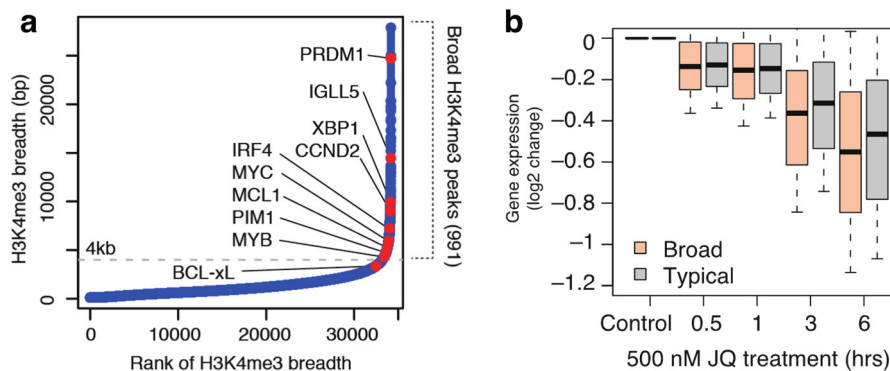 a
H3K4me3 breadth (bp)
0
10000
20000
PRDM1
IGLL5
XBP1
CCND2
IRF4
MYC
MCL1
PIM1
MYB
4kb
BCL-xL
0
10000
20000
30000
Rank of H3K4me3 breadth
Broad H3K4me3 peaks (991)
b
Gene expression
(log2 change)
0
−0.2
−0.4
−0.6
−0.8
−1
−1.2
Broad
Typical
Control
0.5
1
3
6
500 nM JQ treatment (hrs)